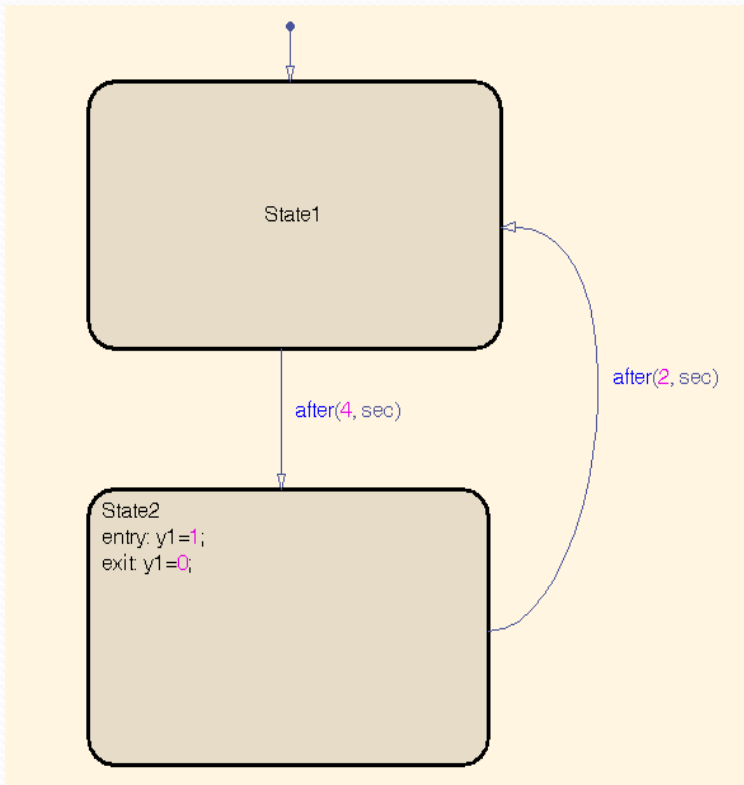 State1
after(2, sec)
after(4, sec)
State2
entry: y1=1;
exit: y1=0;